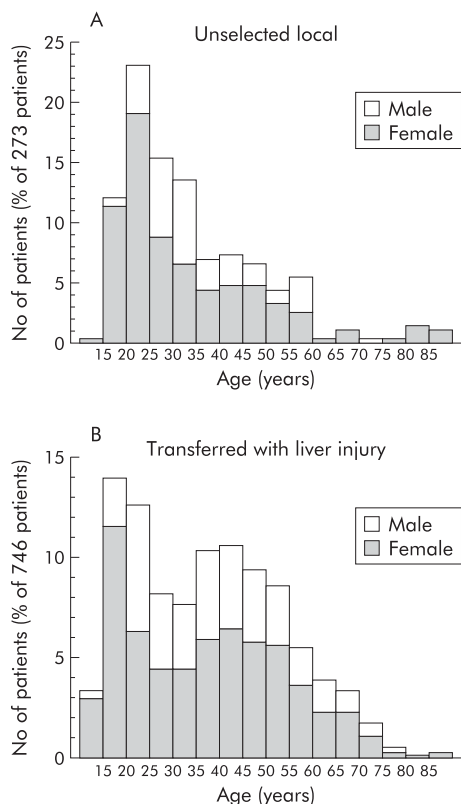 A
Unselected local
No of patients (% of 273 patients)
25
20
15
10
5
0
Male
Female
15 20 25 30 35 40 45 50 55 60 65 70 75 80 85
Age (years)
B
Transferred with liver injury
No of patients (% of 746 patients)
15
10
5
0
Male
Female
15 20 25 30 35 40 45 50 55 60 65 70 75 80 85
Age (years)